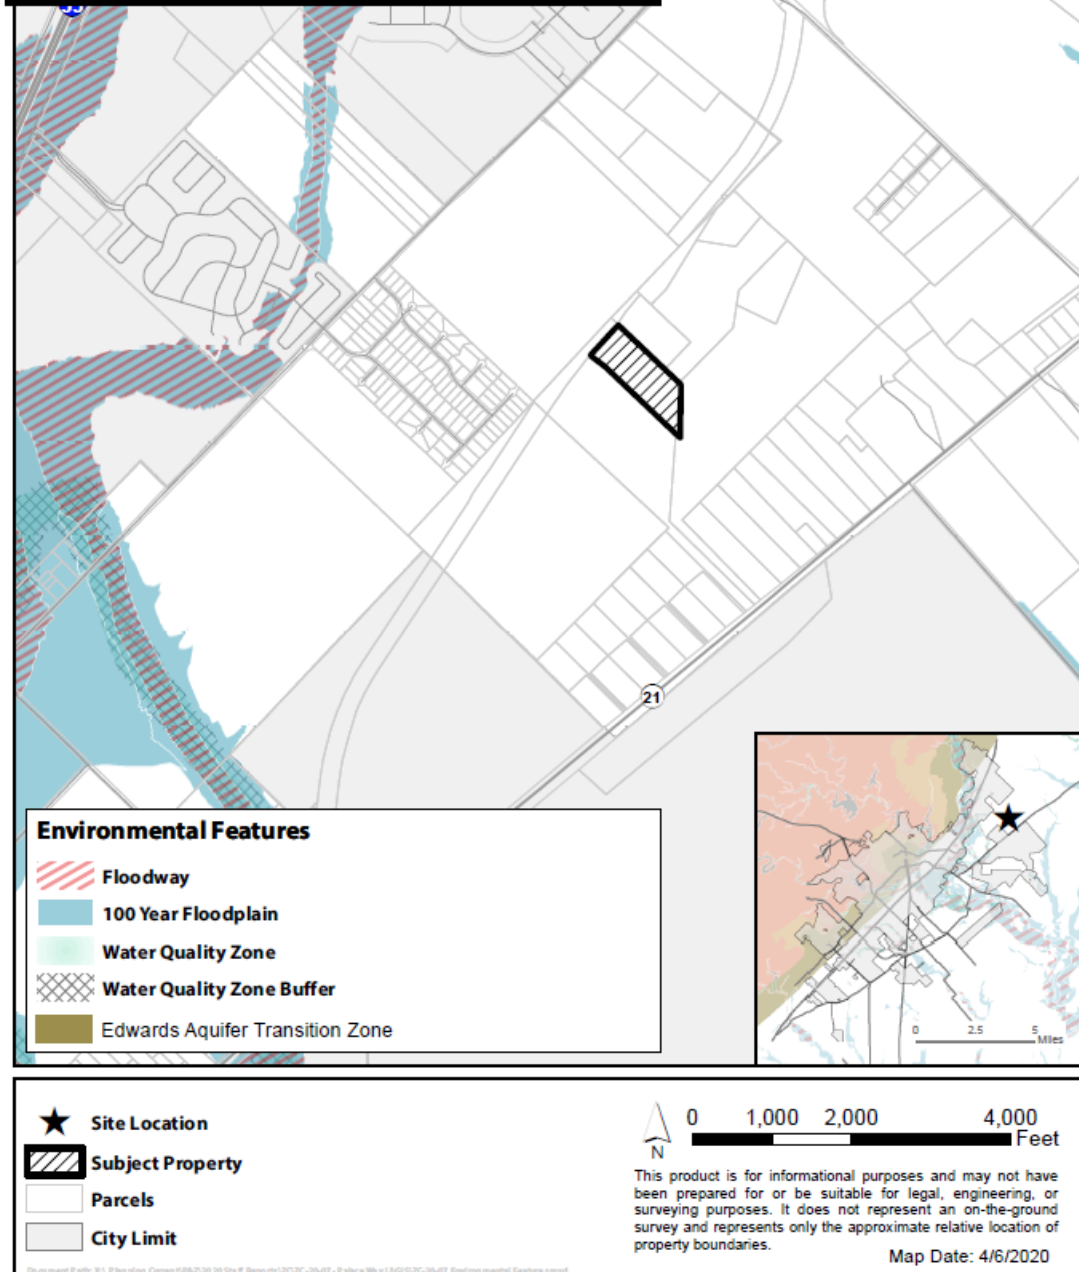 35
21
Environmental Features
Floodway
100 Year Floodplain
Water Quality Zone
Water Quality Zone Buffer
Edwards Aquifer Transition Zone
0 2.5 5
Miles
Site Location
Subject Property
Parcels
City Limit
0 1,000 2,000 4,000
Feet
N
This product is for informational purposes and may not have
been prepared for or be suitable for legal, engineering, or
surveying purposes. It does not represent an on-the-ground
survey and represents only the approximate relative location of
property boundaries.
Map Date: 4/6/2020